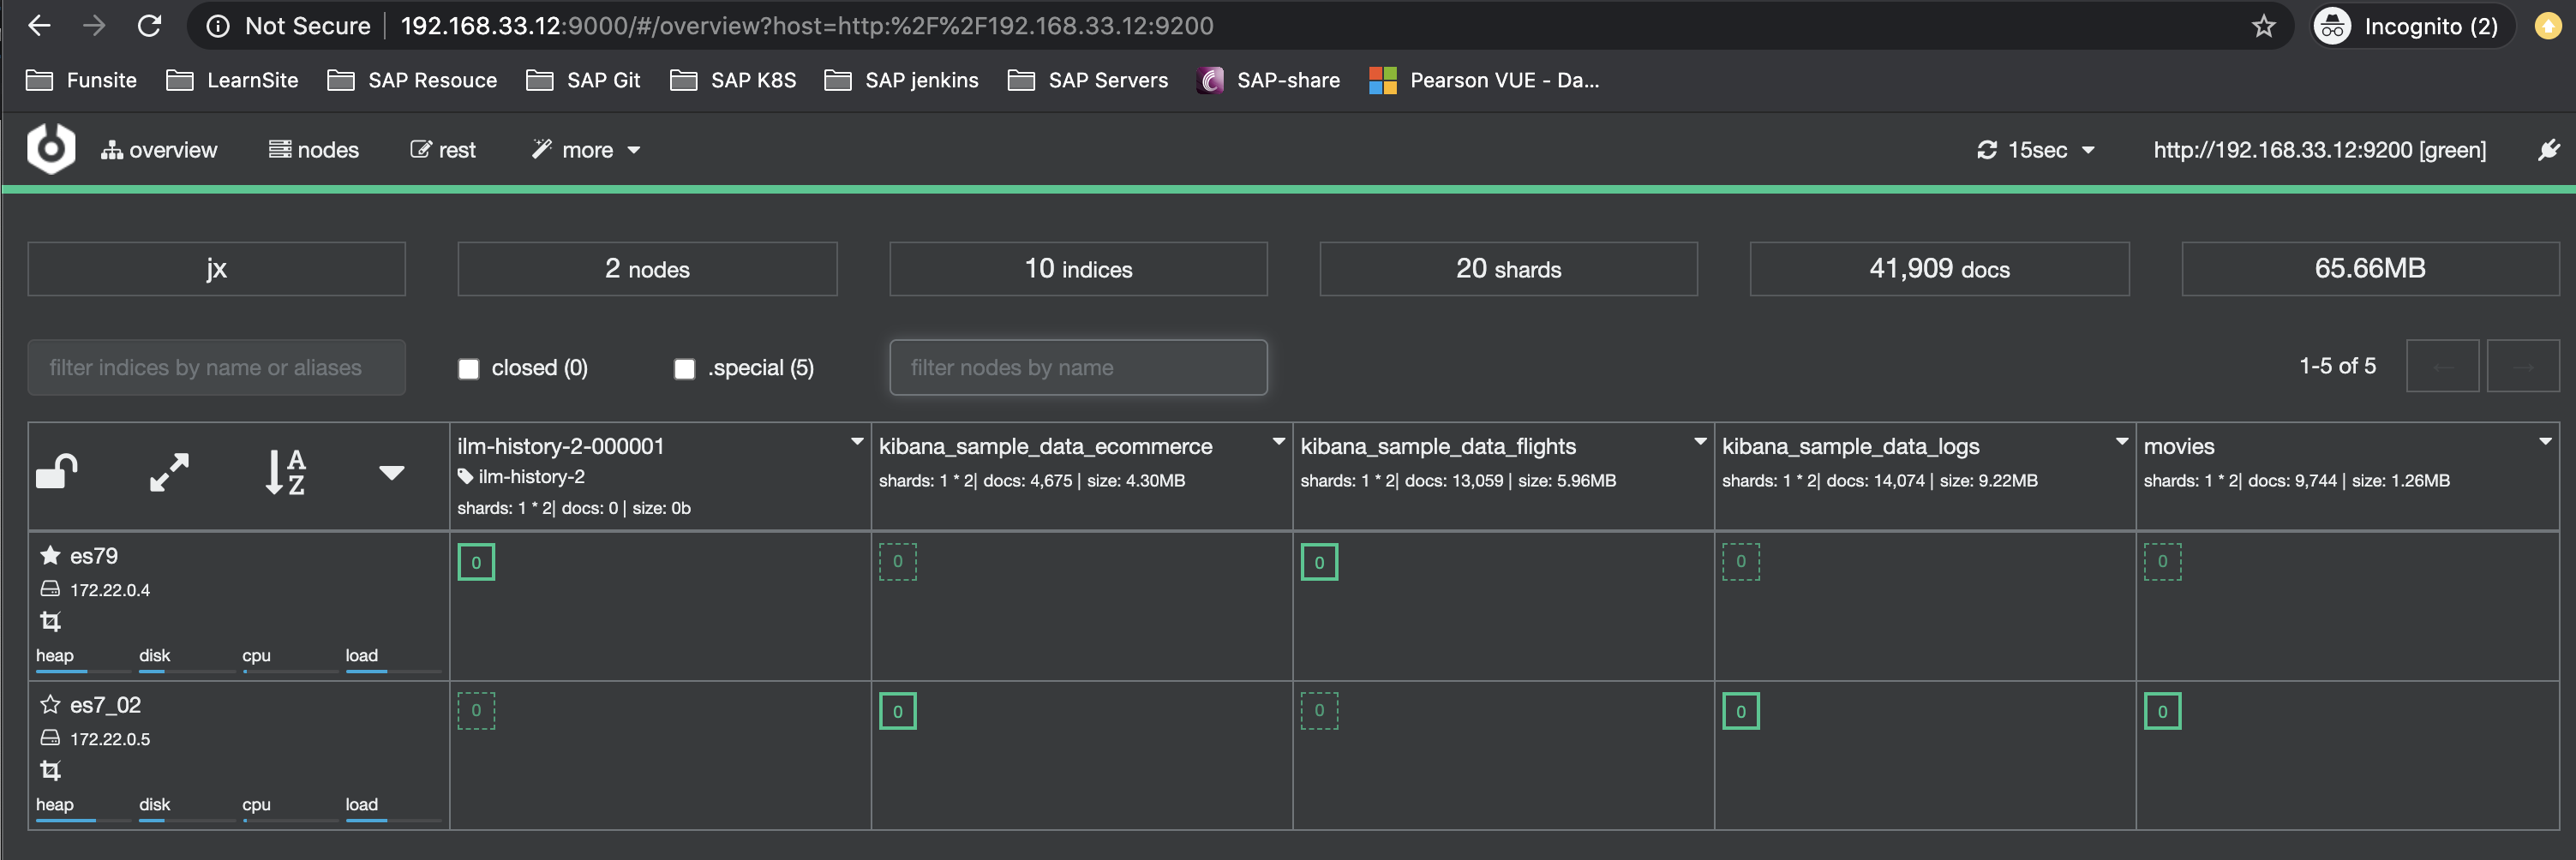 Not Secure 192.168.33.12:9000/#/overview?host=http:%2F%2F192.168.33.12:9200 Incognito (2)
Funsite LearnSite SAP Resouce SAP Git SAP K8S SAP jenkins SAP Servers SAP-share Pearson VUE - Da...
overview nodes rest more 15sec http://192.168.33.12:9200 [green]
jx 2 nodes 10 indices 20 shards 41,909 docs 65.66MB
filter indices by name or aliases closed (0) .special (5) filter nodes by name 1-5 of 5 ← →
A
Z
ilm-history-2-000001
ilm-history-2
shards: 1 * 2| docs: 0 | size: 0b
kibana_sample_data_ecommerce
shards: 1 * 2| docs: 4,675 | size: 4.30MB
kibana_sample_data_flights
shards: 1 * 2| docs: 13,059 | size: 5.96MB
kibana_sample_data_logs
shards: 1 * 2| docs: 14,074 | size: 9.22MB
movies
shards: 1 * 2| docs: 9,744 | size: 1.26MB
es79
172.22.0.4
heap disk cpu load
0 0 0 0 0
es7_02
172.22.0.5
heap disk cpu load
0 0 0 0 0